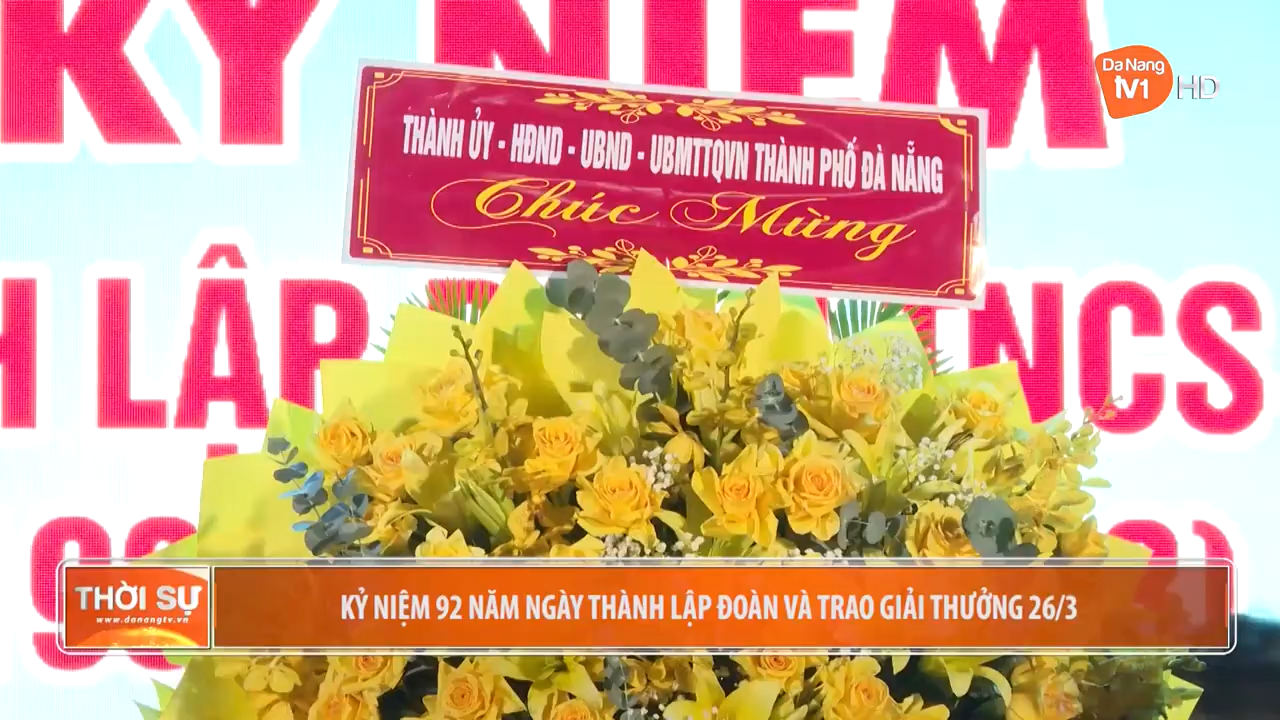 KỶ NIỆM
Da Nang
TV1 HD
THÀNH ỦY - HĐND - UBND - UBMTTQVN THÀNH PHỐ ĐÀ NẴNG
Chúc Mừng
LẬP
NCS
THỜI SỰ
www.danangtv.vn
KỶ NIỆM 92 NĂM NGÀY THÀNH LẬP ĐOÀN VÀ TRAO GIẢI THƯỞNG 26/3